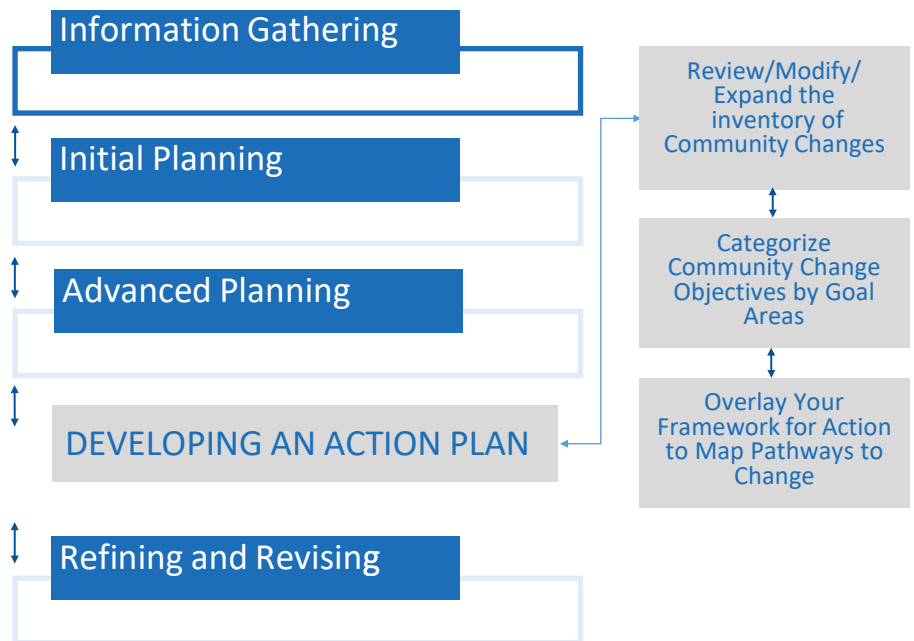 Information Gathering
Initial Planning
Advanced Planning
DEVELOPING AN ACTION PLAN
Refining and Revising
Review/Modify/
Expand the
inventory of
Community Changes
Categorize
Community Change
Objectives by Goal
Areas
Overlay Your
Framework for Action
to Map Pathways to
Change